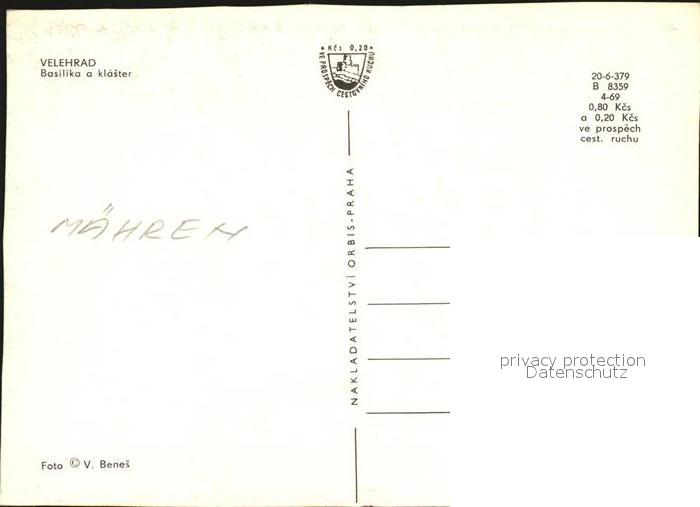 VELEHRAD
Basilika a klášter
* Kčs 0,20 *
VE PROSPĚCH CESTOVNÍHO RUCHU
20-6-379
B 8359
4-69
0,80 Kčs
a 0,20 Kčs
ve prospěch
cest. ruchu
MÄHREN
NAKLADATELSTVÍ ORBIS-PRAHA
privacy protection
Datenschutz
Foto © V. Beneš